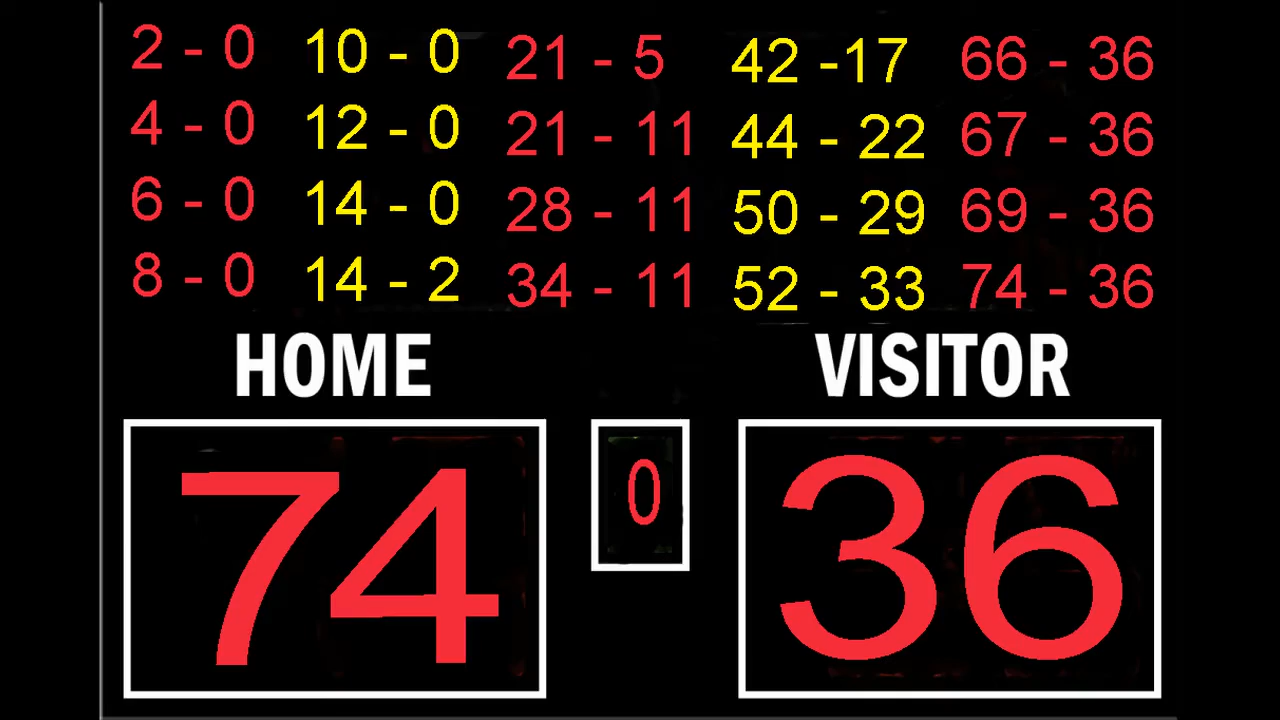 2 - 0 10 - 0 21 - 5 42 -17 66 - 36
4 - 0 12 - 0 21 - 11 44 - 22 67 - 36
6 - 0 14 - 0 28 - 11 50 - 29 69 - 36
8 - 0 14 - 2 34 - 11 52 - 33 74 - 36
HOME VISITOR
74 0 36